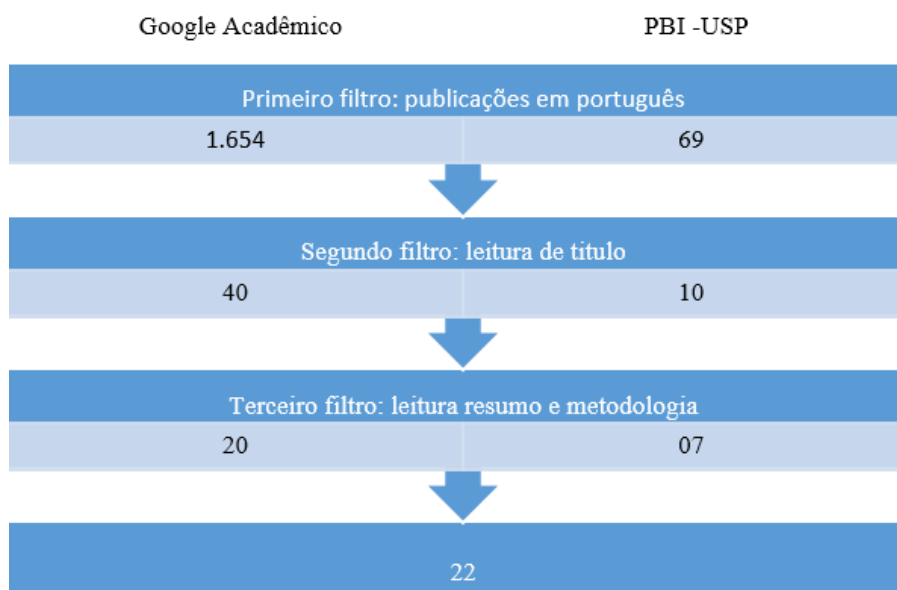 Google Acadêmico PBI -USP
Primeiro filtro: publicações em português
1.654 69
Segundo filtro: leitura de titulo
40 10
Terceiro filtro: leitura resumo e metodologia
20 07
22